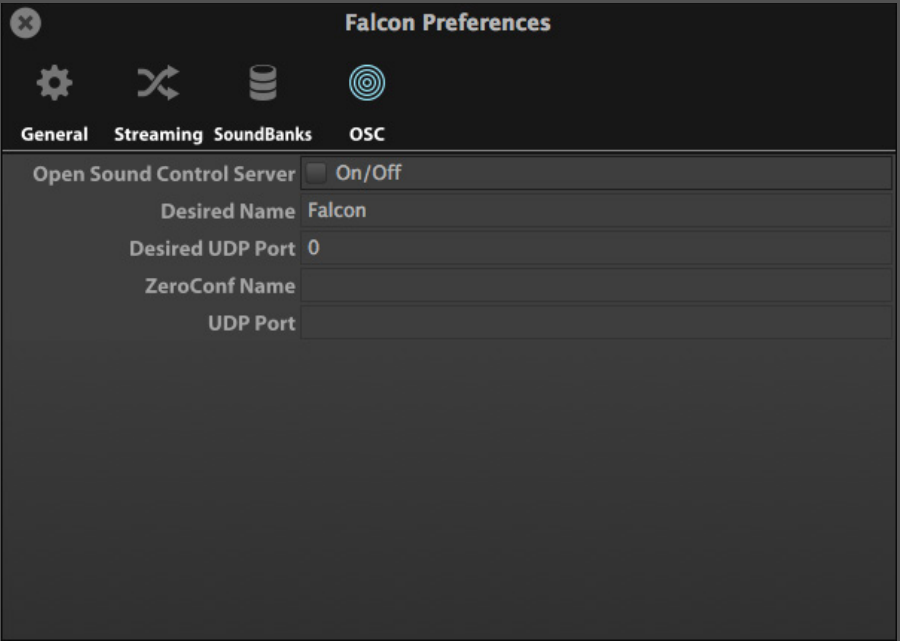 Falcon Preferences
General Streaming SoundBanks OSC
Open Sound Control Server On/Off
Desired Name Falcon
Desired UDP Port 0
ZeroConf Name
UDP Port